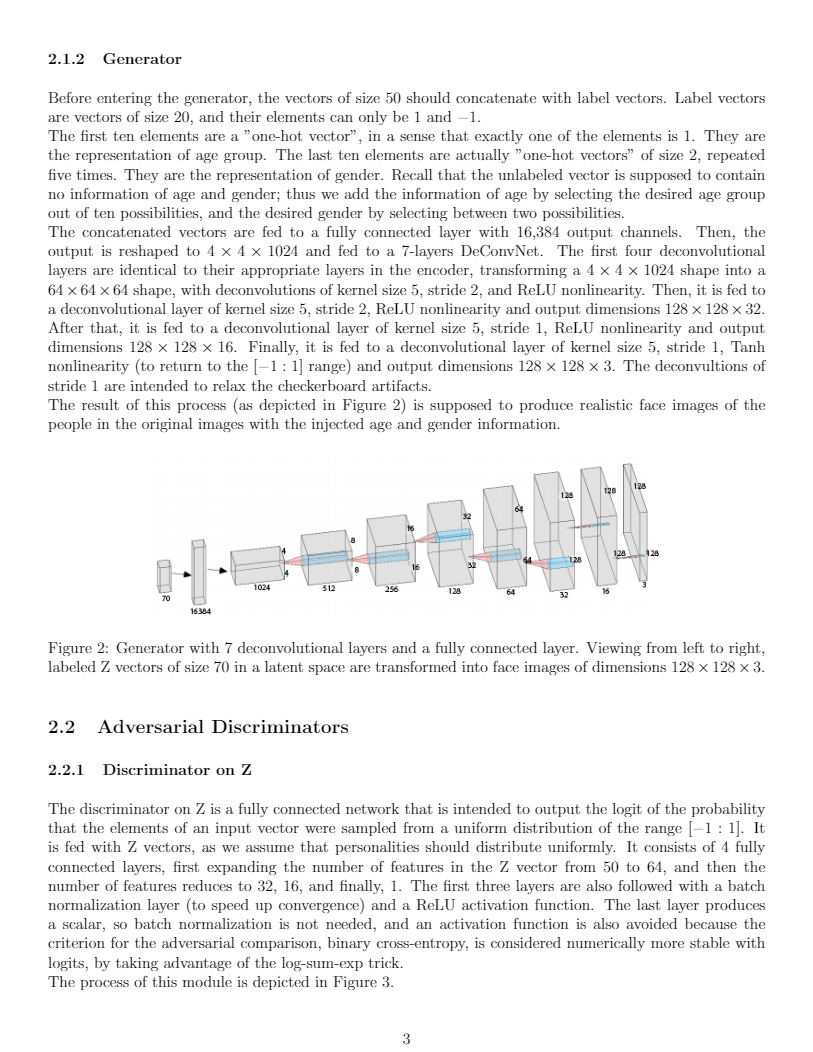 2.1.2 Generator
Before entering the generator, the vectors of size 50 should concatenate with label vectors. Label vectors
are vectors of size 20, and their elements can only be 1 and −1.
The first ten elements are a ”one-hot vector”, in a sense that exactly one of the elements is 1. They are
the representation of age group. The last ten elements are actually ”one-hot vectors” of size 2, repeated
five times. They are the representation of gender. Recall that the unlabeled vector is supposed to contain
no information of age and gender; thus we add the information of age by selecting the desired age group
out of ten possibilities, and the desired gender by selecting between two possibilities.
The concatenated vectors are fed to a fully connected layer with 16,384 output channels. Then, the
output is reshaped to 4 × 4 × 1024 and fed to a 7-layers DeConvNet. The first four deconvolutional
layers are identical to their appropriate layers in the encoder, transforming a 4 × 4 × 1024 shape into a
64 × 64 × 64 shape, with deconvolutions of kernel size 5, stride 2, and ReLU nonlinearity. Then, it is fed to
a deconvolutional layer of kernel size 5, stride 2, ReLU nonlinearity and output dimensions 128 × 128 × 32.
After that, it is fed to a deconvolutional layer of kernel size 5, stride 1, ReLU nonlinearity and output
dimensions 128 × 128 × 16. Finally, it is fed to a deconvolutional layer of kernel size 5, stride 1, Tanh
nonlinearity (to return to the [−1 : 1] range) and output dimensions 128 × 128 × 3. The deconvultions of
stride 1 are intended to relax the checkerboard artifacts.
The result of this process (as depicted in Figure 2) is supposed to produce realistic face images of the
people in the original images with the injected age and gender information.
70
16384
4
4
1024
8
8
512
16
16
256
32
32
128
64
64
64
128
128
32
128
128
16
128
128
3
Figure 2: Generator with 7 deconvolutional layers and a fully connected layer. Viewing from left to right,
labeled Z vectors of size 70 in a latent space are transformed into face images of dimensions 128 × 128 × 3.
2.2 Adversarial Discriminators
2.2.1 Discriminator on Z
The discriminator on Z is a fully connected network that is intended to output the logit of the probability
that the elements of an input vector were sampled from a uniform distribution of the range [−1 : 1]. It
is fed with Z vectors, as we assume that personalities should distribute uniformly. It consists of 4 fully
connected layers, first expanding the number of features in the Z vector from 50 to 64, and then the
number of features reduces to 32, 16, and finally, 1. The first three layers are also followed with a batch
normalization layer (to speed up convergence) and a ReLU activation function. The last layer produces
a scalar, so batch normalization is not needed, and an activation function is also avoided because the
criterion for the adversarial comparison, binary cross-entropy, is considered numerically more stable with
logits, by taking advantage of the log-sum-exp trick.
The process of this module is depicted in Figure 3.
3